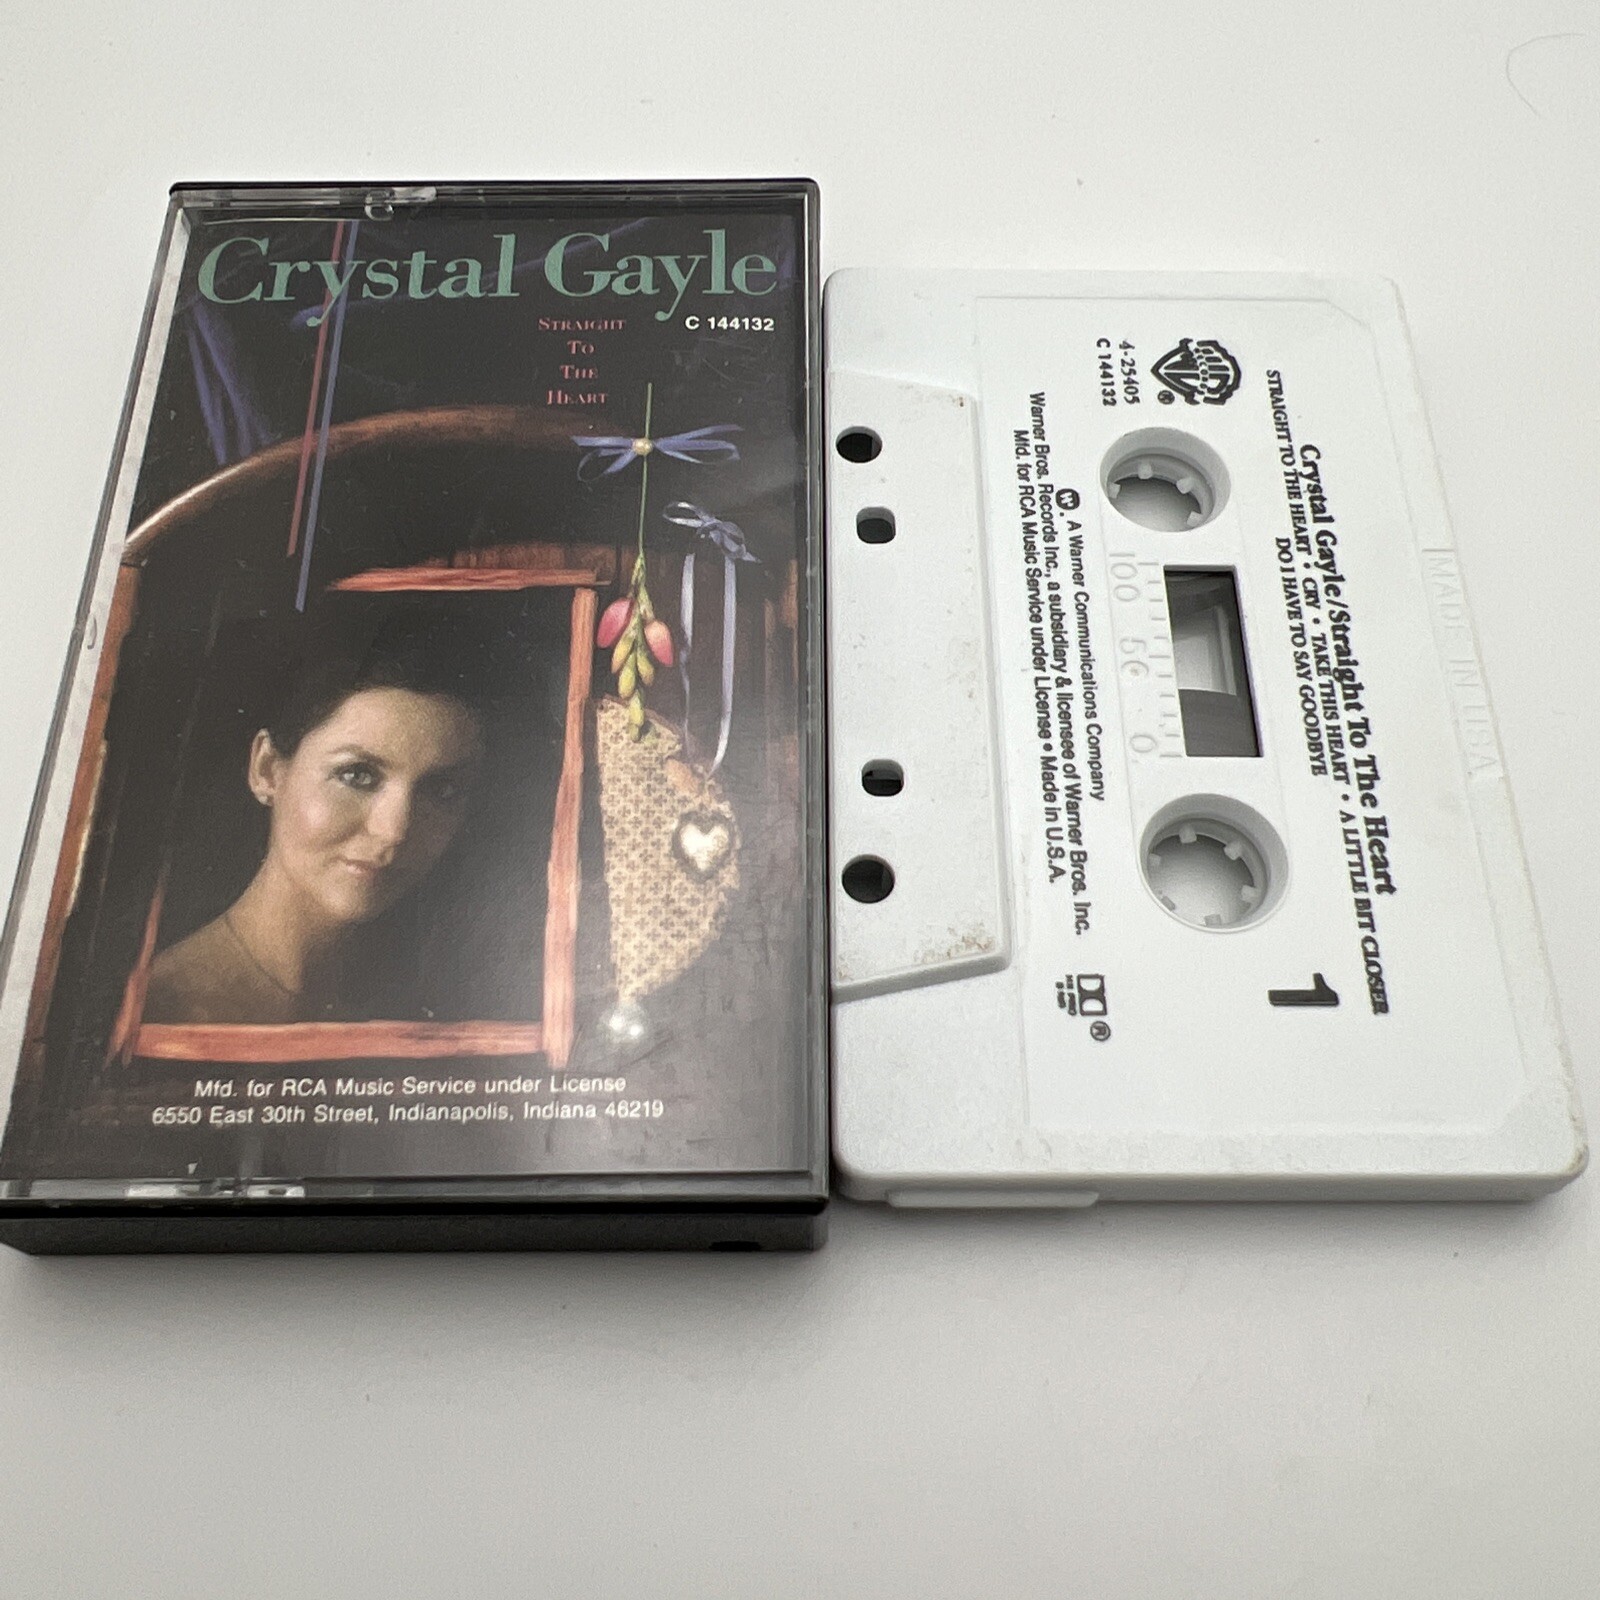 Crystal Gayle
STRAIGHT
TO
THE
HEART
C 144132
Mfd. for RCA Music Service under License
6550 East 30th Street, Indianapolis, Indiana 46219
MADE IN USA
Crystal Gayle/Straight To The Heart
STRAIGHT TO THE HEART • CRY • TAKE THIS HEART • A LITTLE BIT CLOSER
DO I HAVE TO SAY GOODBYE
1
4-25405
C 144132
100 50 0
A Warner Communications Company
Warner Bros. Records Inc., a subsidiary & licensee of Warner Bros. Inc.
Mfd. for RCA Music Service under License • Made in U.S.A.